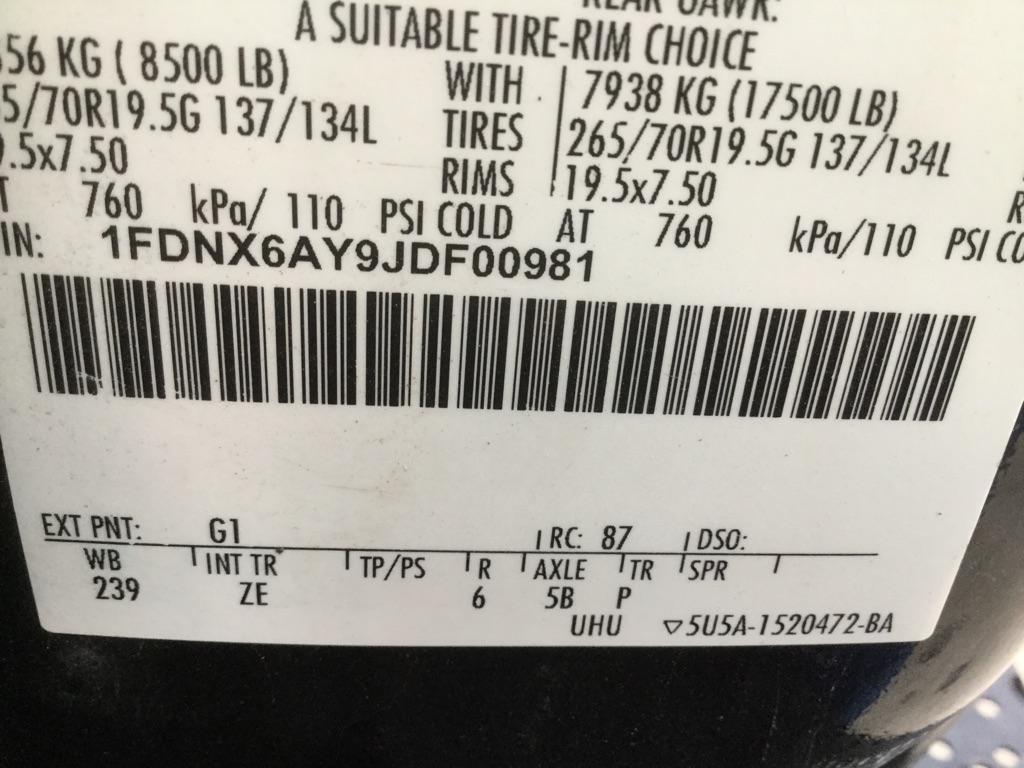 REAR GAWR:
A SUITABLE TIRE-RIM CHOICE
56 KG ( 8500 LB) WITH 7938 KG (17500 LB)
5/70R19.5G 137/134L TIRES 265/70R19.5G 137/134L
.5x7.50 RIMS 19.5x7.50 R
T 760 kPa/ 110 PSI COLD AT 760 kPa/110 PSI CO
IN: 1FDNX6AY9JDF00981
EXT PNT: G1 RC: 87 DSO:
WB INT TR TP/PS R AXLE TR SPR
239 ZE 6 5B P
UHU ▽5U5A-1520472-BA